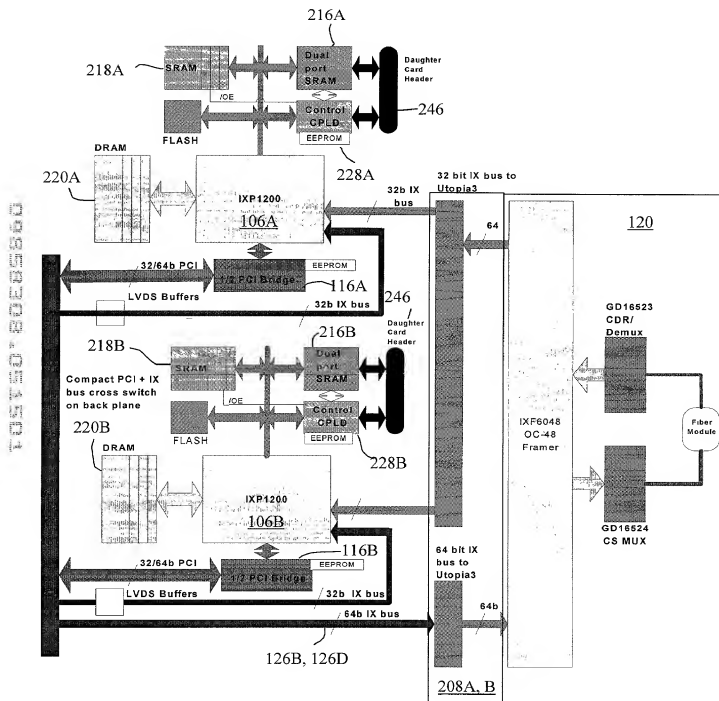 216A
218A
SRAM
Dual
port
SRAM
Daughter
Card
Header
/OE
246
FLASH
Control
CPLD
EEPROM
DRAM
228A
220A
IXP1200
106A
32b IX
bus
32 bit IX bus to
Utopia3
120
64
32/64b PCI
EEPROM
1/2 PCI Bridge
116A
LVDS Buffers
32b IX bus
246
GD16523
CDR/
Demux
216B
Daughter
Card
Header
218B
SRAM
Dual
port
SRAM
Compact PCI + IX
bus cross switch
on back plane
/OE
FLASH
Control
CPLD
EEPROM
228B
220B
DRAM
IXF6048
OC-48
Framer
Fiber
Module
IXP1200
106B
GD16524
CS MUX
116B
64 bit IX
bus to
Utopia3
32/64b PCI
EEPROM
1/2 PCI Bridge
LVDS Buffers
32b IX bus
64b IX bus
64b
126B, 126D
208A, B